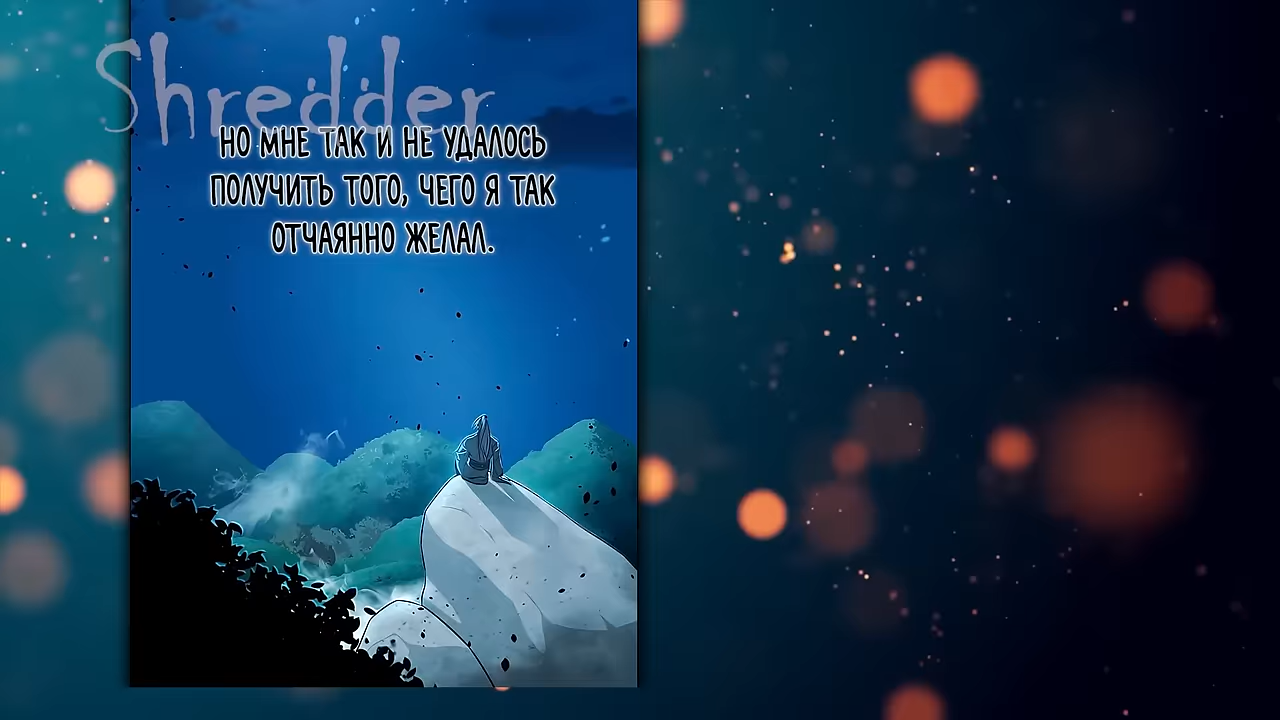 Shredder
НО МНЕ ТАК И НЕ УДАЛОСЬ
ПОЛУЧИТЬ ТОГО, ЧЕГО Я ТАК
ОТЧАЯННО ЖЕЛАЛ.